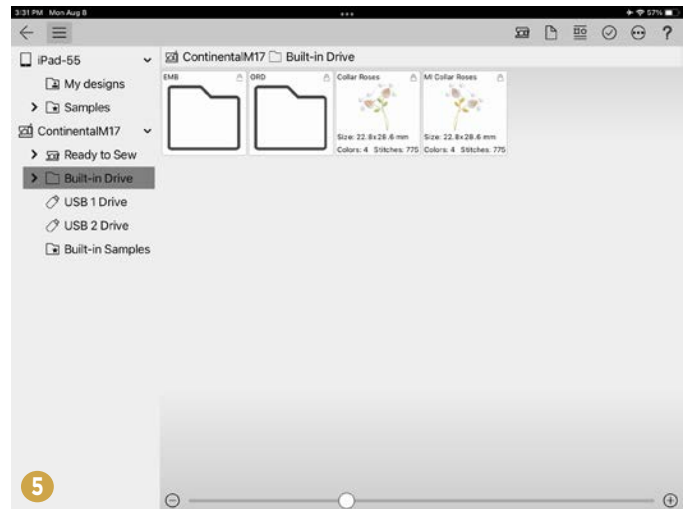 3:31 PM Mon Aug 8
57%
iPad-55
My designs
Samples
ContinentalM17
Ready to Sew
Built-in Drive
USB 1 Drive
USB 2 Drive
Built-in Samples
ContinentalM17 Built-in Drive
EMB
ORD
Collar Roses
Size: 22.8x28.6 mm
Colors: 4 Stitches: 775
MI Collar Roses
Size: 22.8x28.6 mm
Colors: 4 Stitches: 775
5